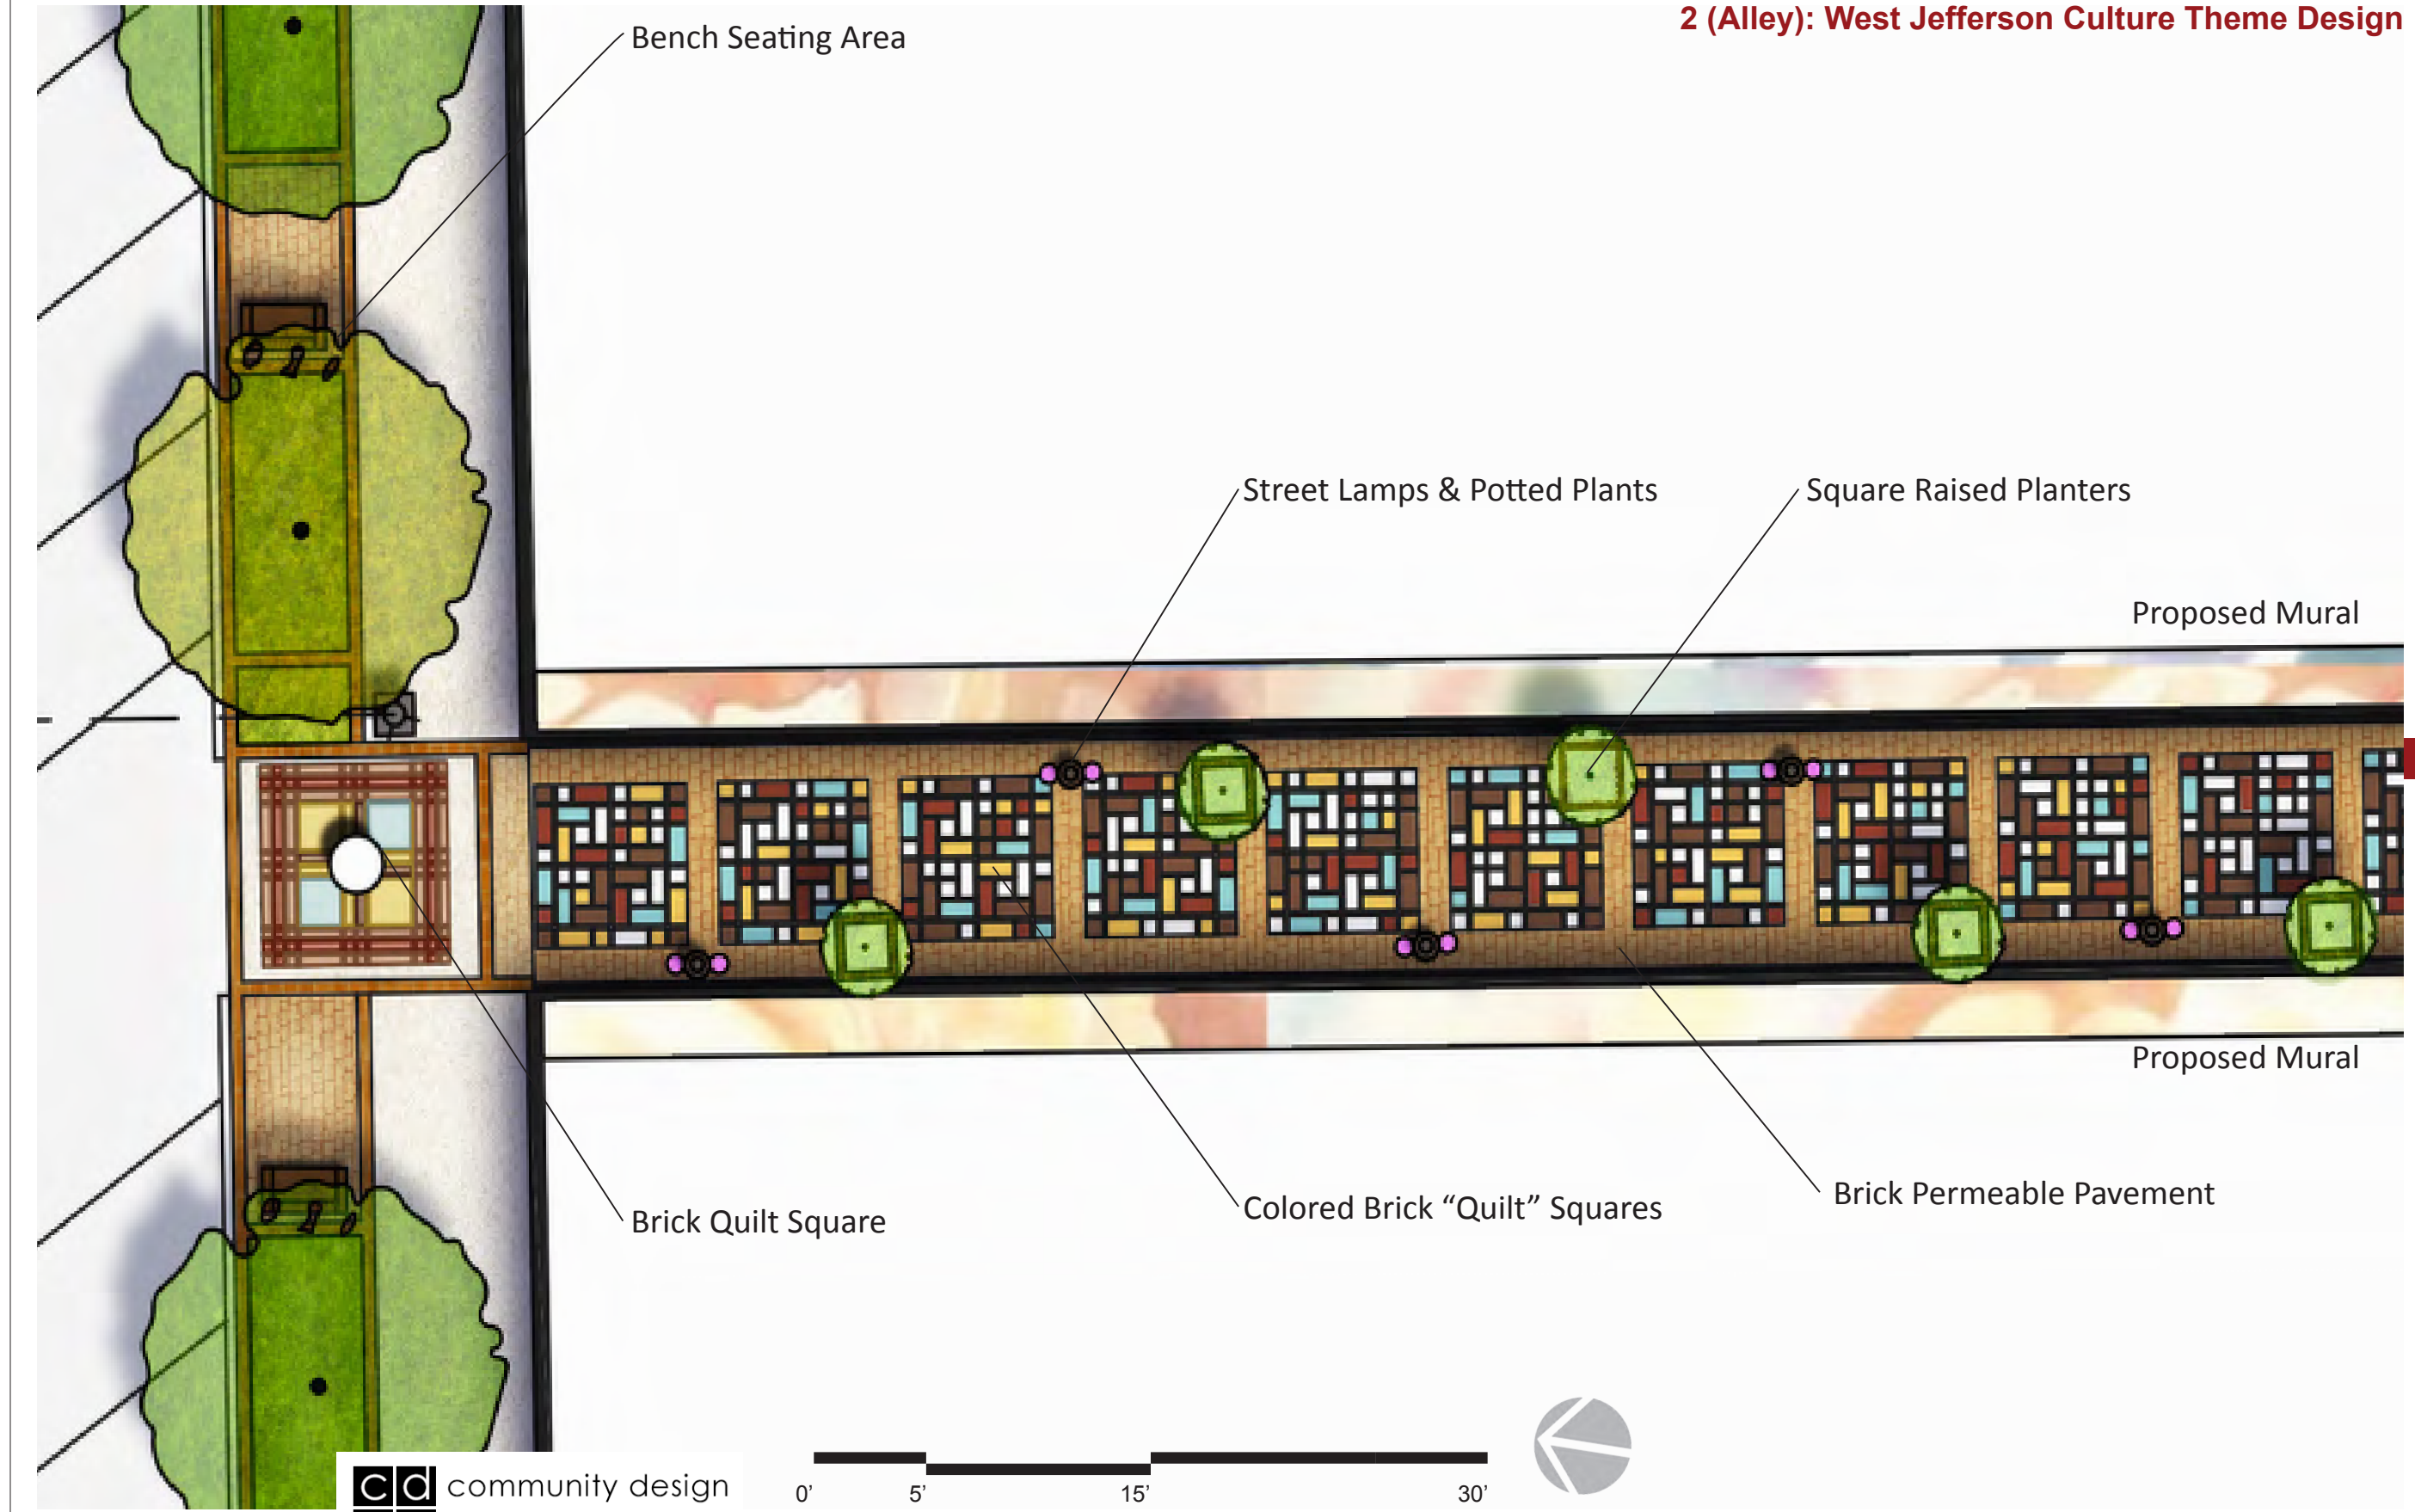 2 (Alley): West Jefferson Culture Theme Design
Bench Seating Area
Street Lamps & Potted Plants
Square Raised Planters
Proposed Mural
Proposed Mural
Brick Quilt Square
Colored Brick “Quilt” Squares
Brick Permeable Pavement
cd community design
0’ 5’ 15’ 30’